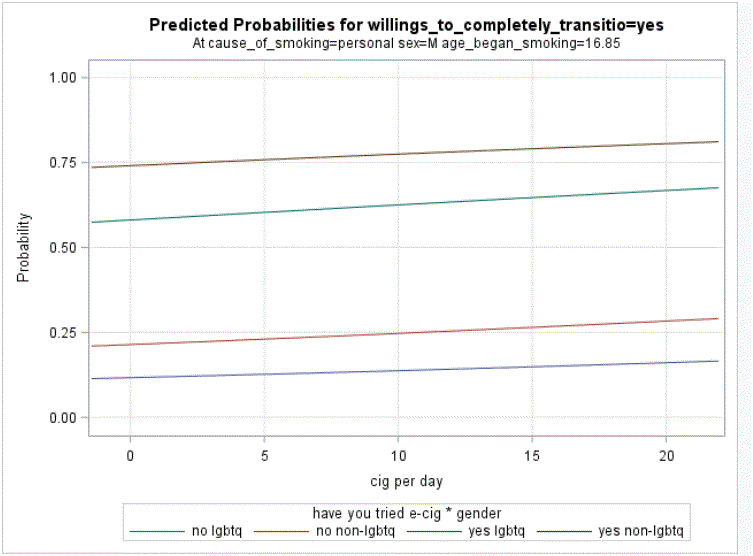 Predicted Probabilities for willings_to_completely_transitio=yes
At cause_of_smoking=personal sex=M age_began_smoking=16.85
1.00
0.75
0.50
0.25
0.00
Probability
0 5 10 15 20
cig per day
have you tried e-cig * gender
no lgbtq no non-lgbtq yes lgbtq yes non-lgbtq